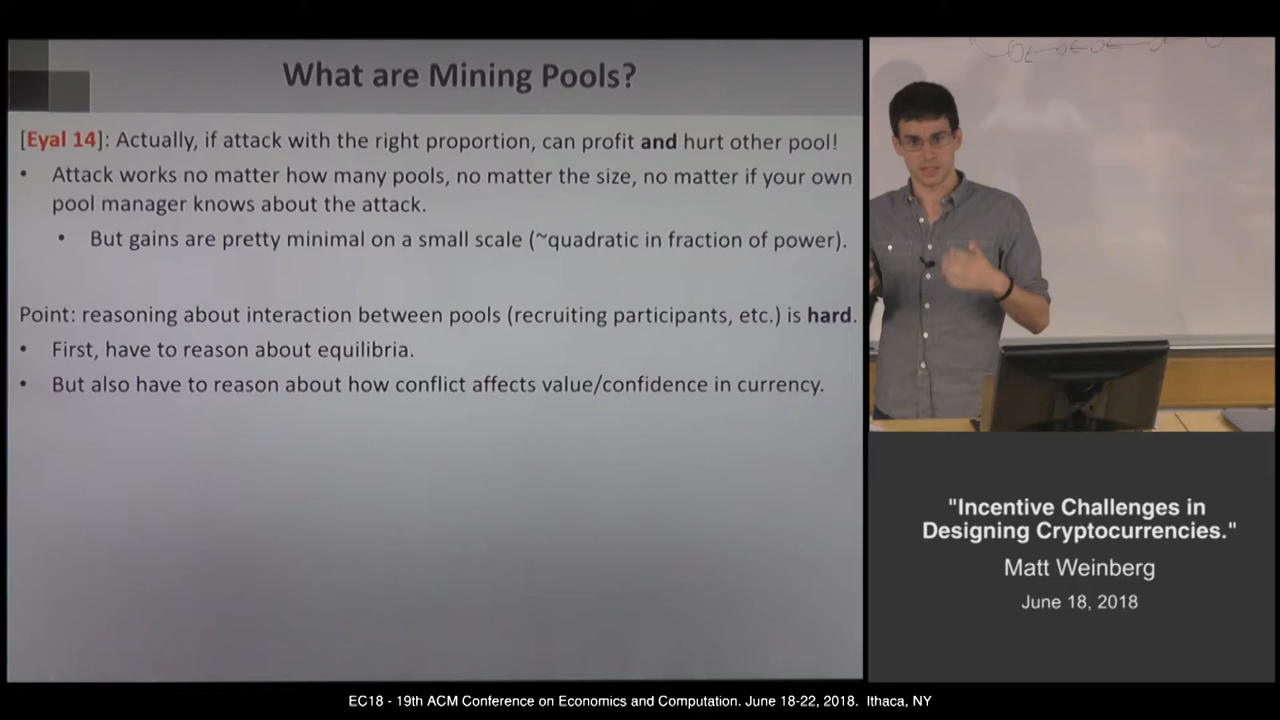 What are Mining Pools?
[Eyal 14]: Actually, if attack with the right proportion, can profit and hurt other pool!
• Attack works no matter how many pools, no matter the size, no matter if your own
pool manager knows about the attack.
• But gains are pretty minimal on a small scale (~quadratic in fraction of power).
Point: reasoning about interaction between pools (recruiting participants, etc.) is hard.
• First, have to reason about equilibria.
• But also have to reason about how conflict affects value/confidence in currency.
"Incentive Challenges in
Designing Cryptocurrencies."
Matt Weinberg
June 18, 2018
EC18 - 19th ACM Conference on Economics and Computation. June 18-22, 2018. Ithaca, NY